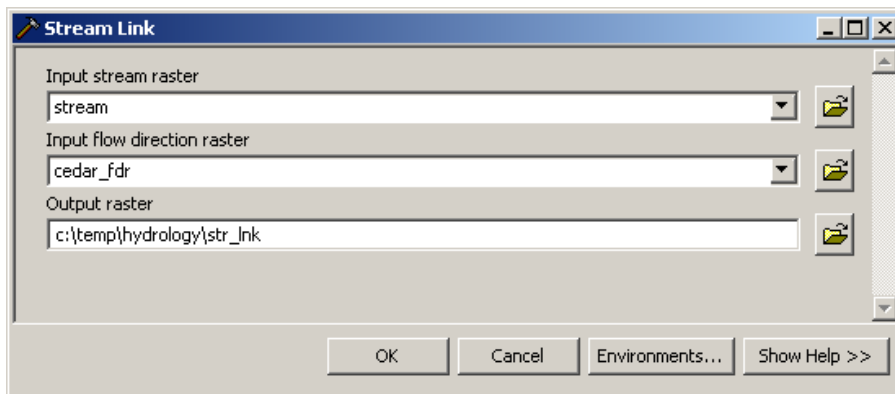 Stream Link
Input stream raster
stream
Input flow direction raster
cedar_fdr
Output raster
c:\temp\hydrology\str_lnk
OK Cancel Environments... Show Help >>